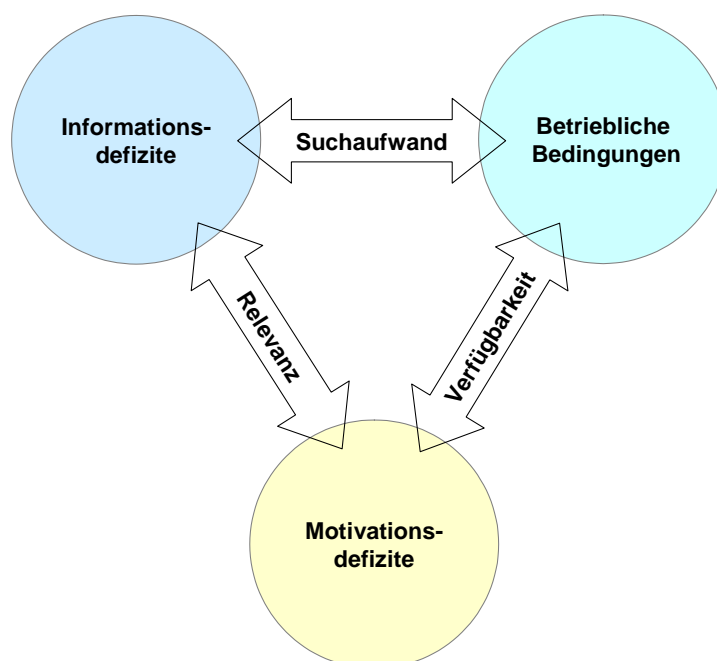 Informations-
defizite
Suchaufwand
Betriebliche
Bedingungen
Relevanz
Verfügbarkeit
Motivations-
defizite